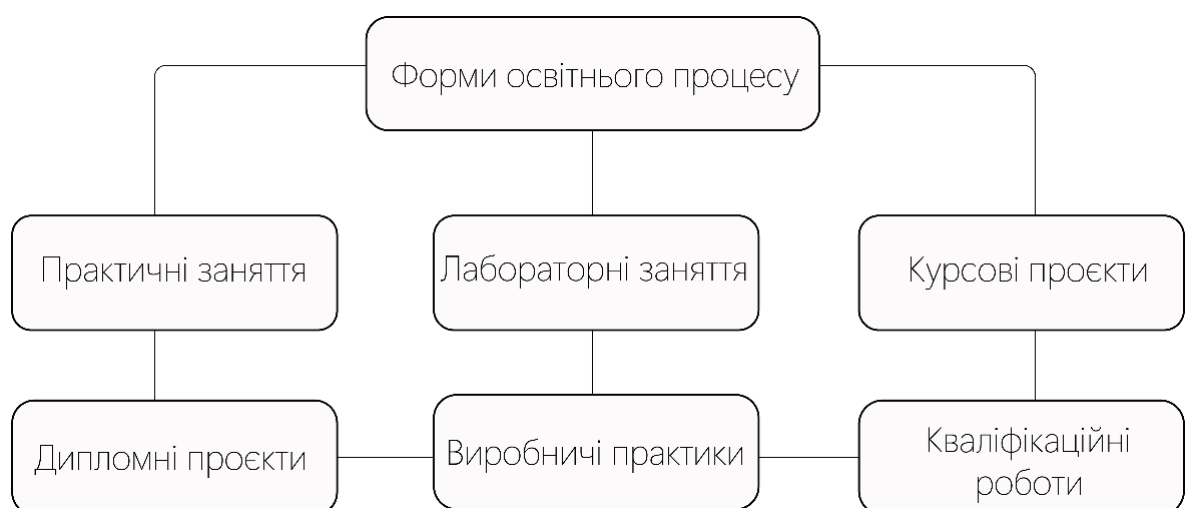 Форми освітнього процесу
Практичні заняття
Лабораторні заняття
Курсові проєкти
Дипломні проєкти
Виробничі практики
Кваліфікаційні
роботи